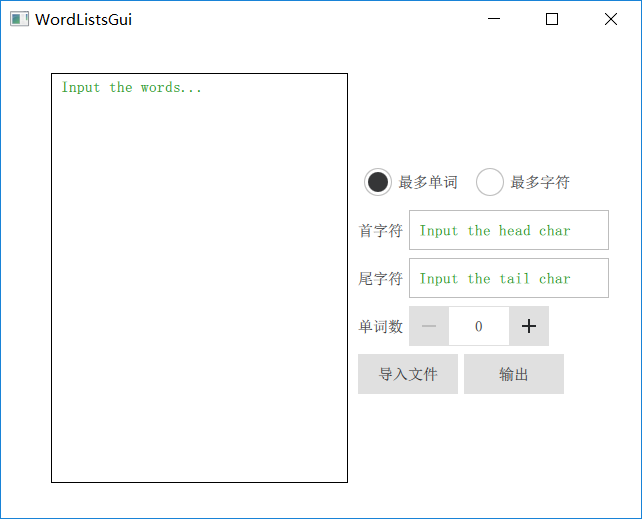 WordListsGui
Input the words...
最多单词 最多字符
首字符 Input the head char
尾字符 Input the tail char
单词数 0
导入文件 输出